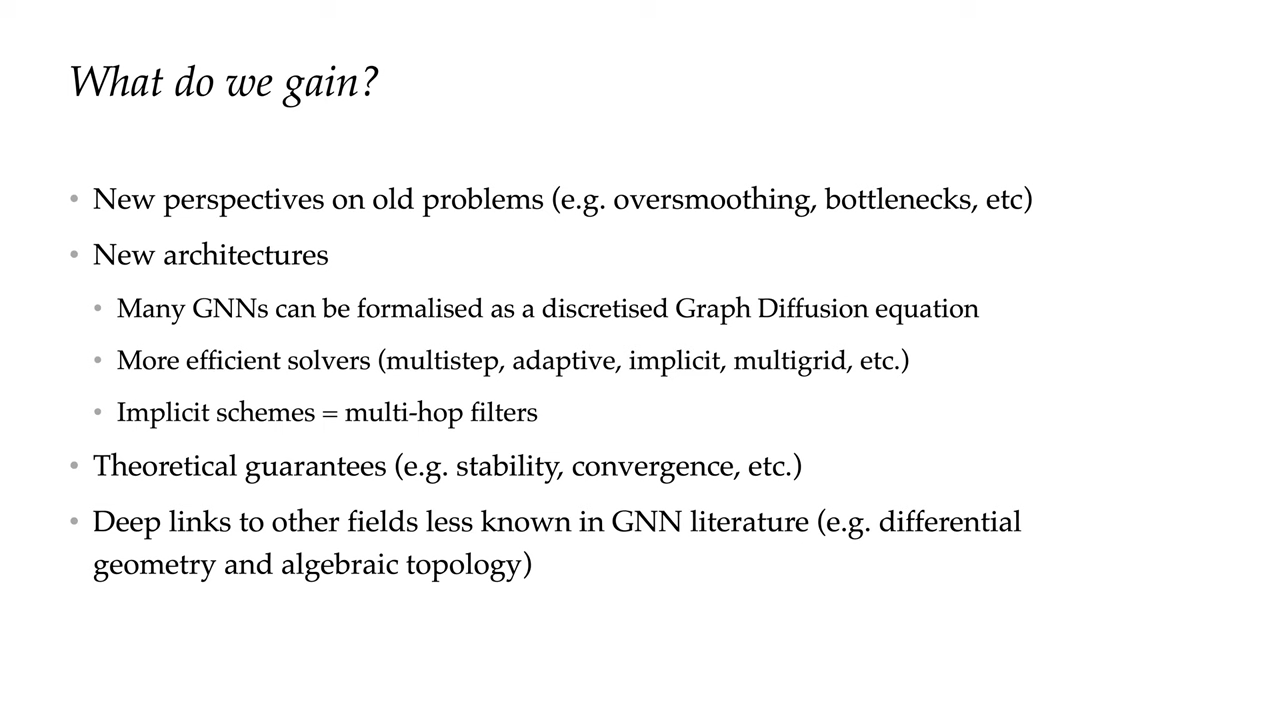 What do we gain?
• New perspectives on old problems (e.g. oversmoothing, bottlenecks, etc)
• New architectures
• Many GNNs can be formalised as a discretised Graph Diffusion equation
• More efficient solvers (multistep, adaptive, implicit, multigrid, etc.)
• Implicit schemes = multi-hop filters
• Theoretical guarantees (e.g. stability, convergence, etc.)
• Deep links to other fields less known in GNN literature (e.g. differential
geometry and algebraic topology)